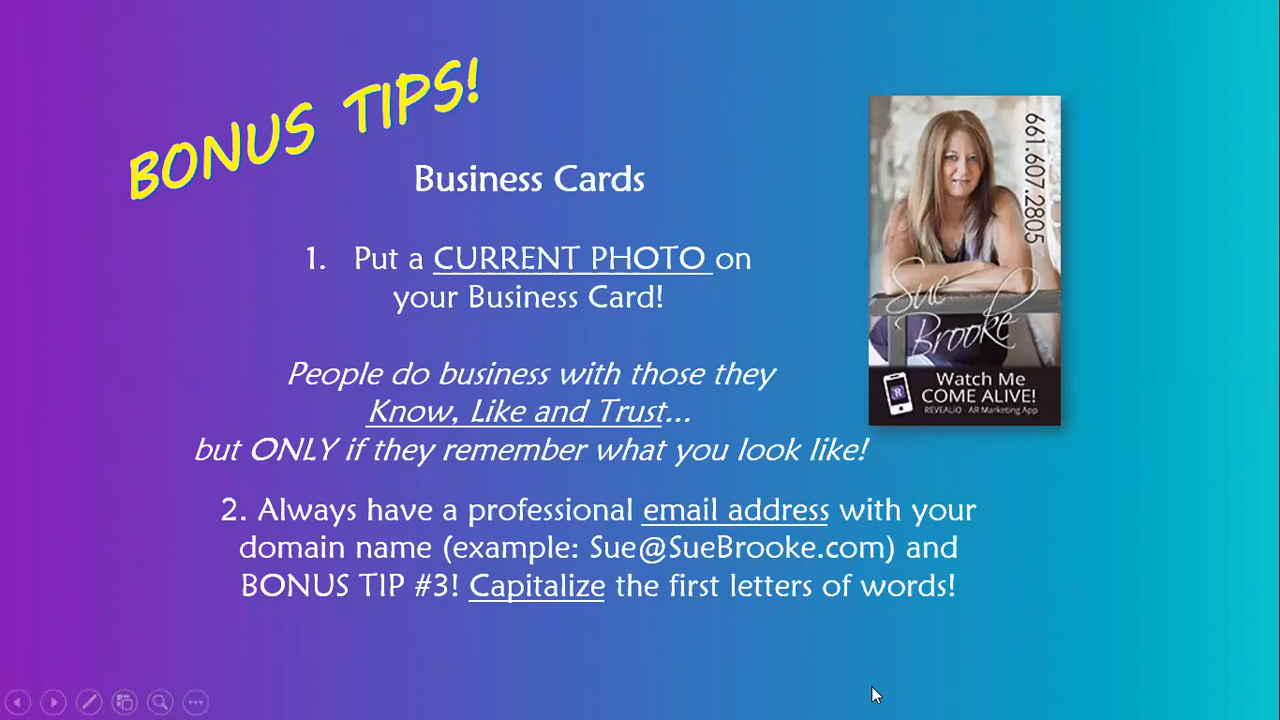 BONUS TIPS!
Business Cards
1. Put a CURRENT PHOTO on
your Business Card!
People do business with those they
Know, Like and Trust...
but ONLY if they remember what you look like!
2. Always have a professional email address with your
domain name (example: Sue@SueBrooke.com) and
BONUS TIP #3! Capitalize the first letters of words!
661.607.2805
Sue
Brooke
R
Watch Me
COME ALIVE!
REVEALiO - AR Marketing App